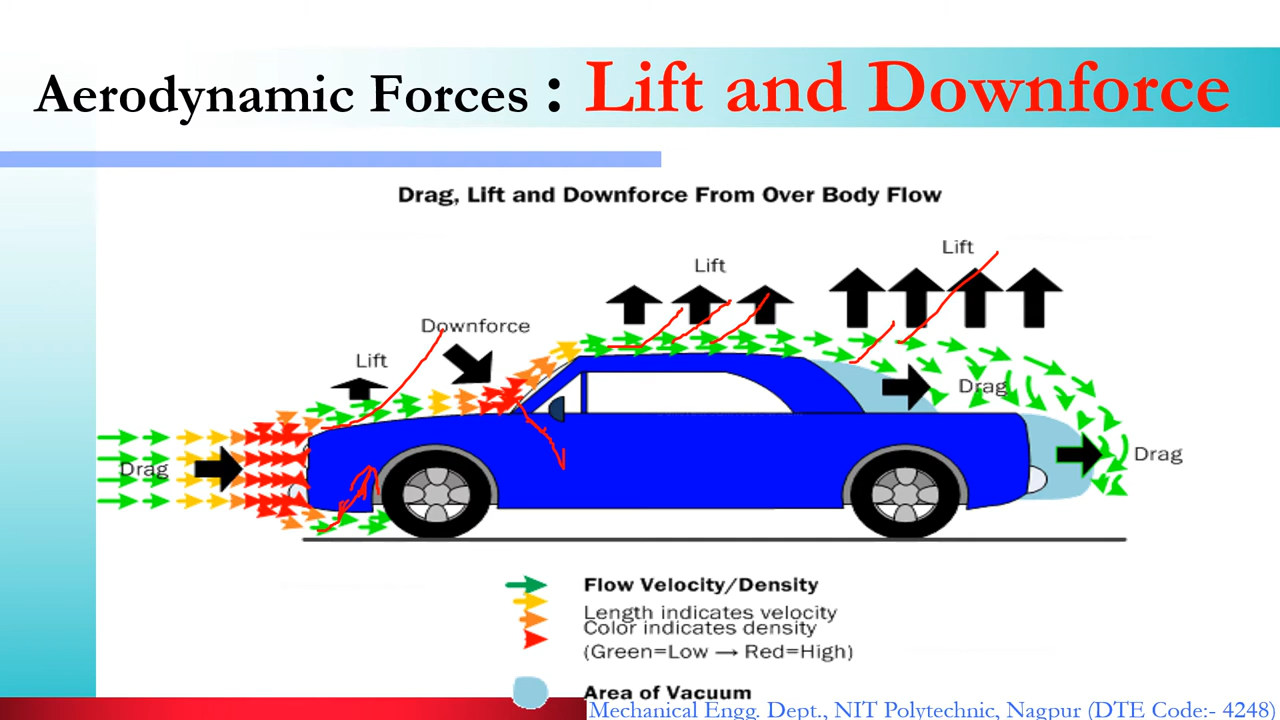 Aerodynamic Forces : Lift and Downforce
Drag, Lift and Downforce From Over Body Flow
Lift
Lift
Downforce
Lift
Drag
Drag
Drag
Flow Velocity/Density
Length indicates velocity
Color indicates density
(Green=Low → Red=High)
Area of Vacuum
Mechanical Engg. Dept., NIT Polytechnic, Nagpur (DTE Code:- 4248)